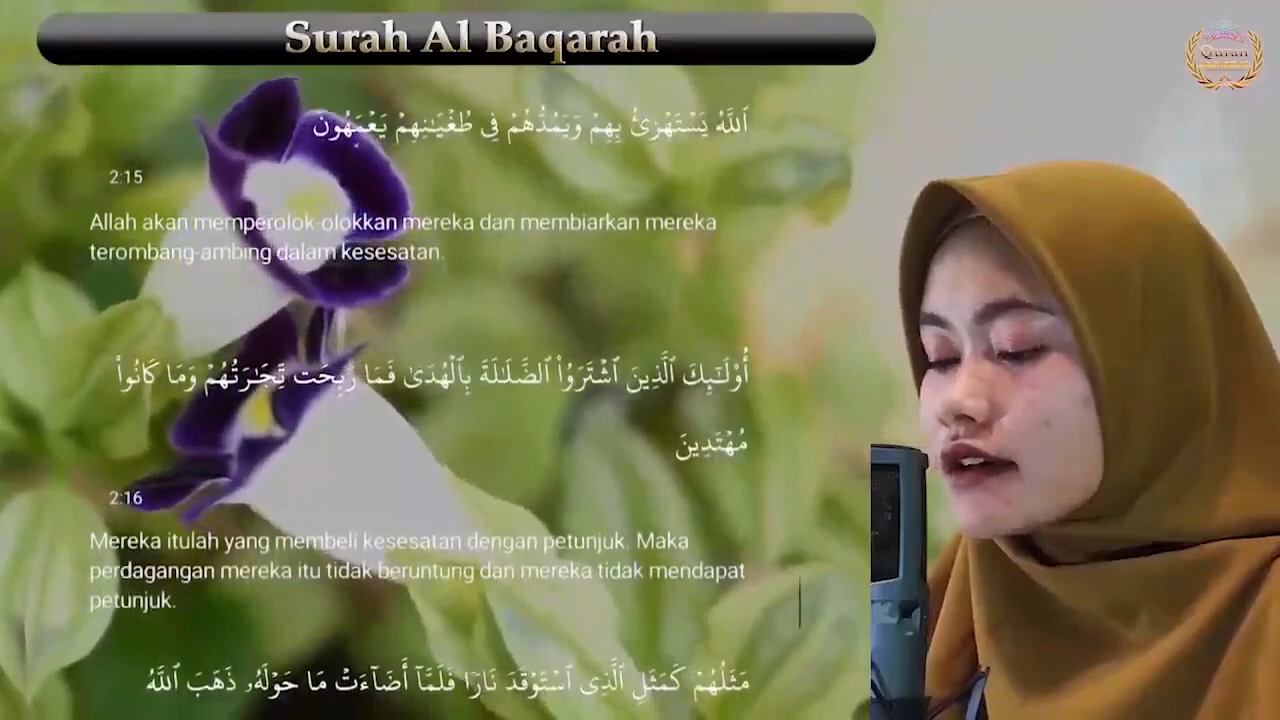 Surah Al Baqarah
Quran
ٱللَّهُ يَسْتَهْزِئُ بِهِمْ وَيَمُدُّهُمْ فِى طُغْيَـٰنِهِمْ يَعْمَهُونَ
2:15
Allah akan memperolok-olokkan mereka dan membiarkan mereka
terombang-ambing dalam kesesatan.
أُو۟لَـٰٓئِكَ ٱلَّذِينَ ٱشْتَرَوُا۟ ٱلضَّلَـٰلَةَ بِٱلْهُدَىٰ فَمَا رَبِحَت تِّجَـٰرَتُهُمْ وَمَا كَانُوا۟
مُهْتَدِينَ
2:16
Mereka itulah yang membeli kesesatan dengan petunjuk. Maka
perdagangan mereka itu tidak beruntung dan mereka tidak mendapat
petunjuk.
مَثَلُهُمْ كَمَثَلِ ٱلَّذِى ٱسْتَوْقَدَ نَارًا فَلَمَّآ أَضَآءَتْ مَا حَوْلَهُۥ ذَهَبَ ٱللَّهُ